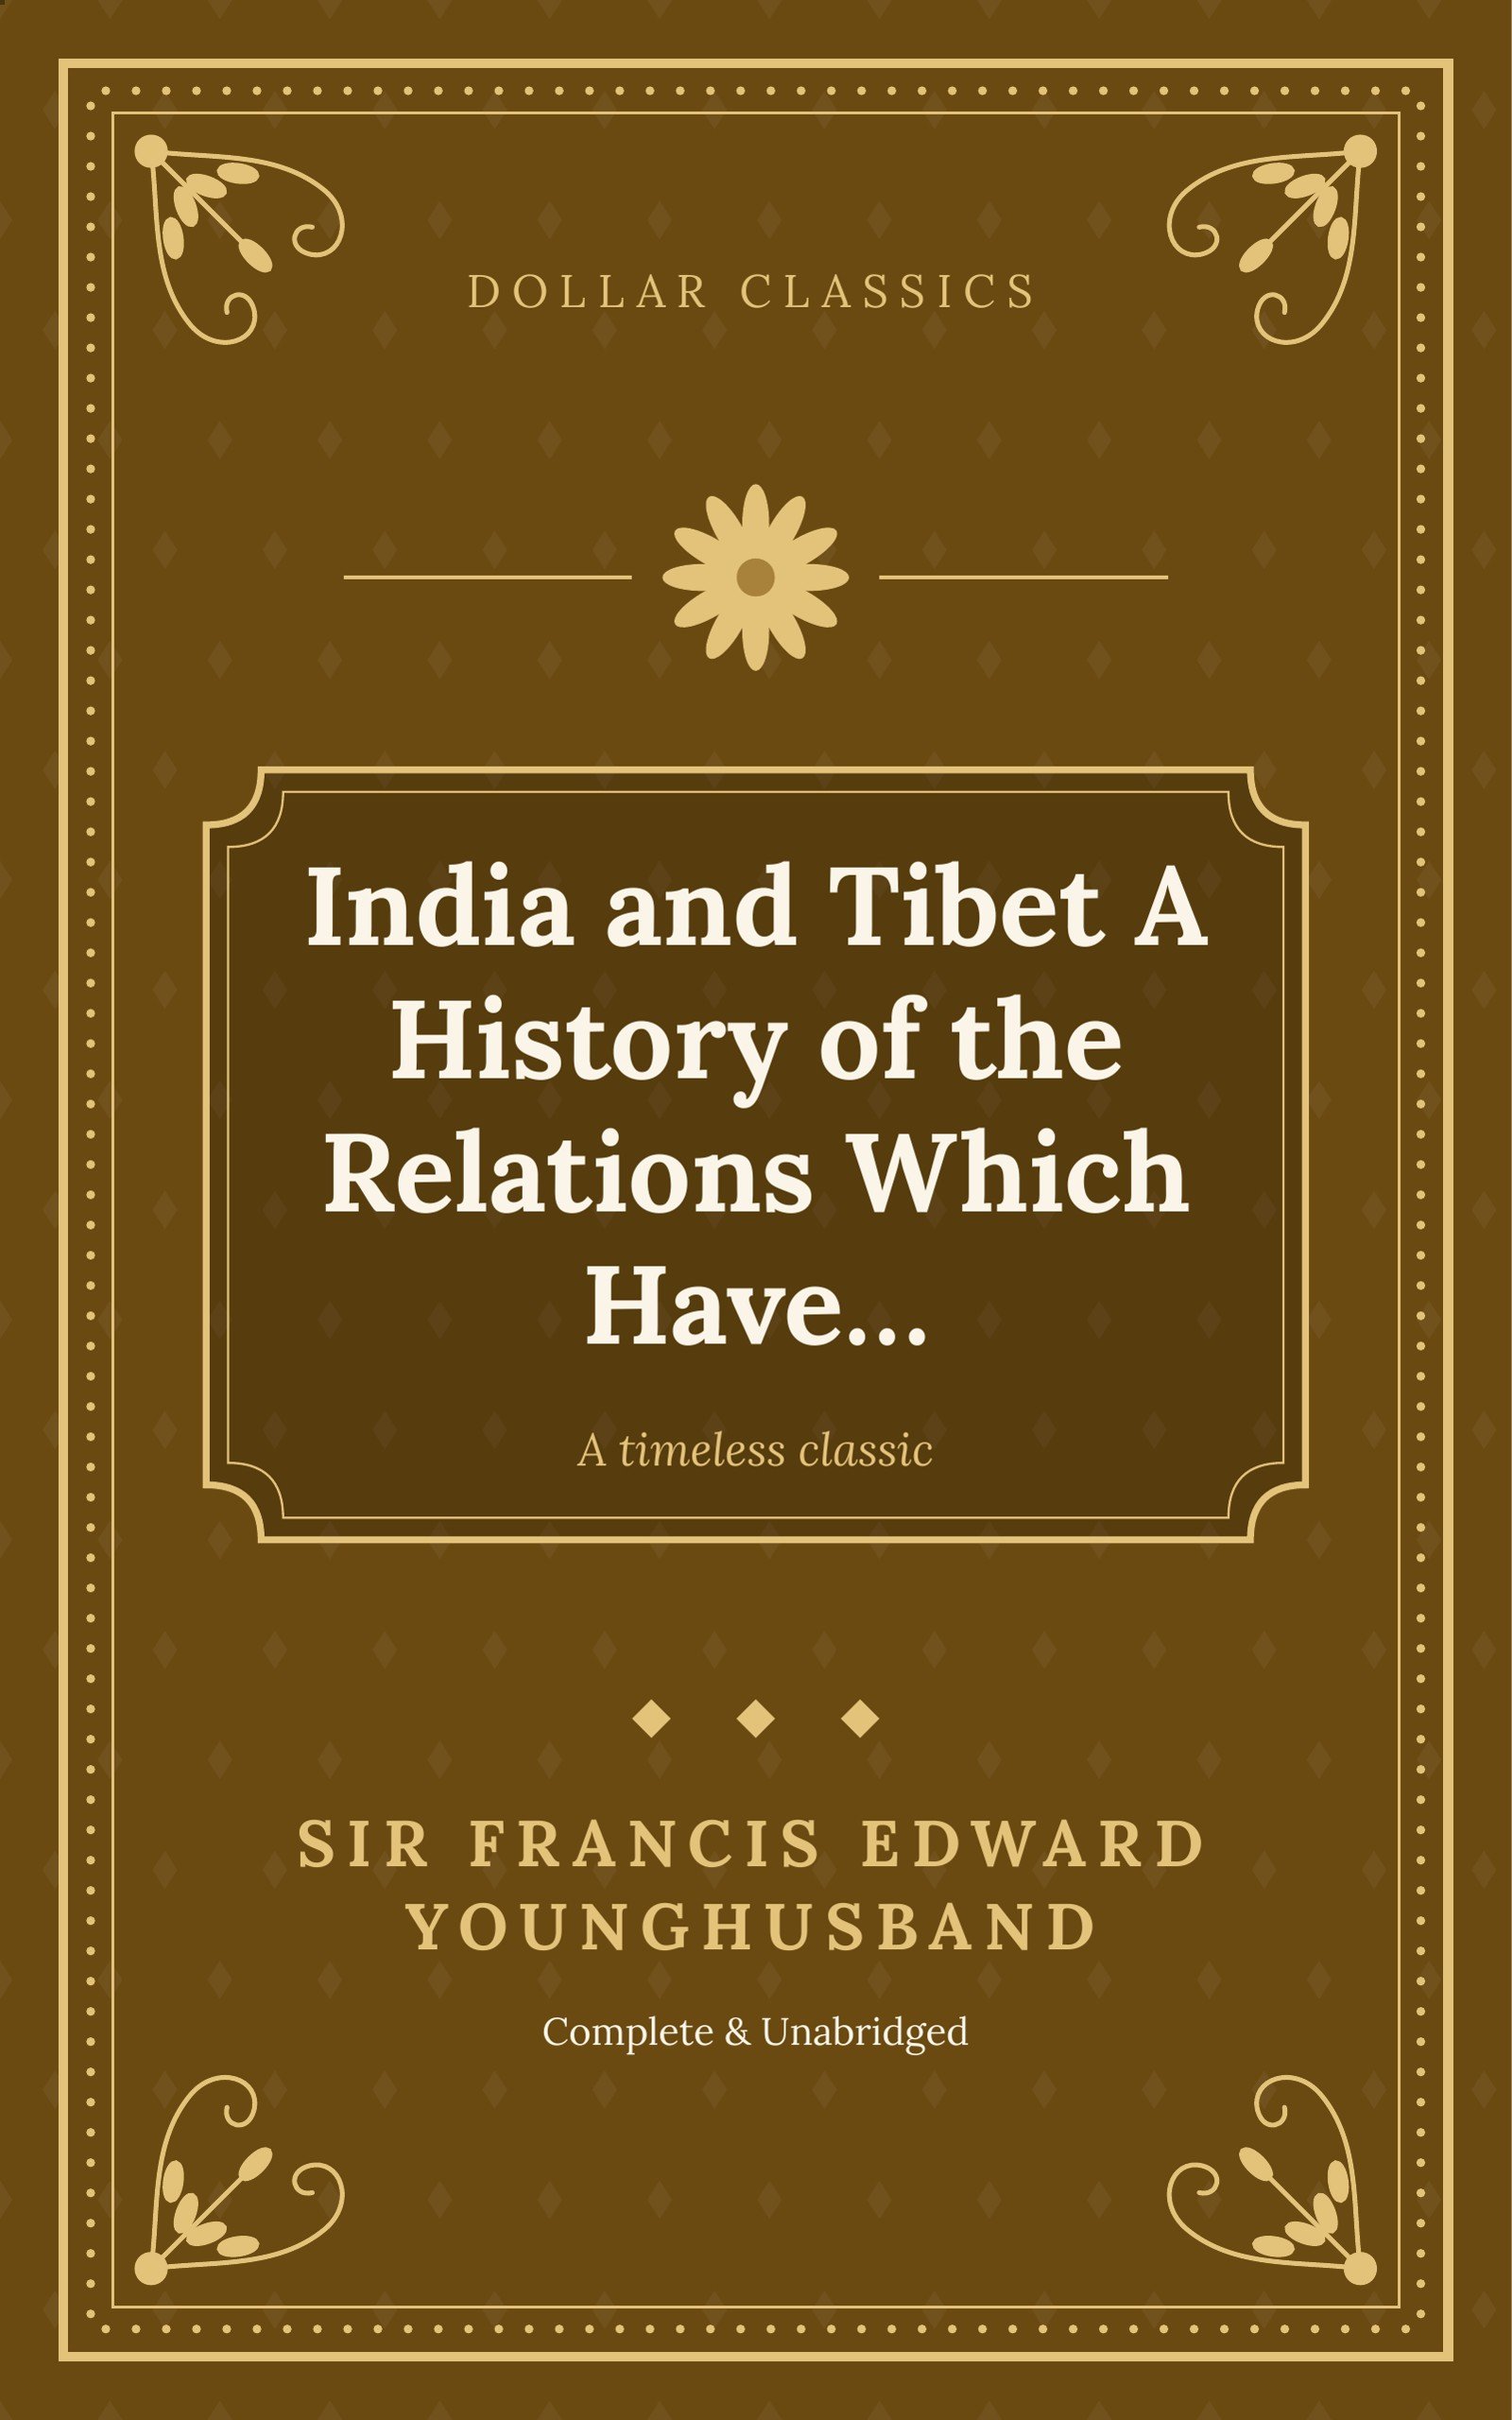 DOLLAR CLASSICS
India and Tibet A
History of the
Relations Which
Have...
A timeless classic
SIR FRANCIS EDWARD
YOUNGHUSBAND
Complete & Unabridged